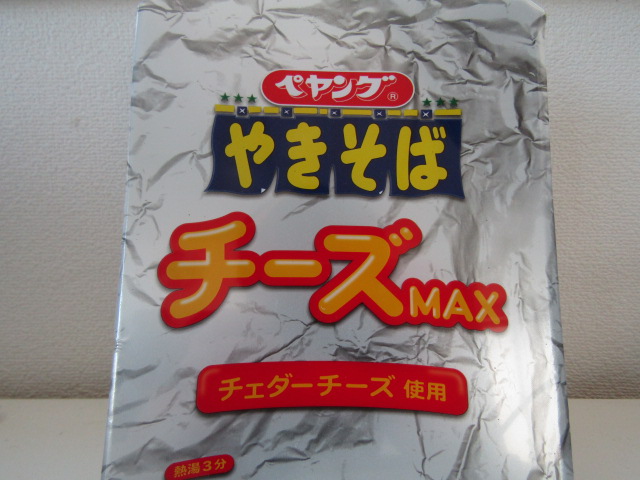 ペヤング®
やきそば
チーズMAX
チェダーチーズ 使用
熱湯3分